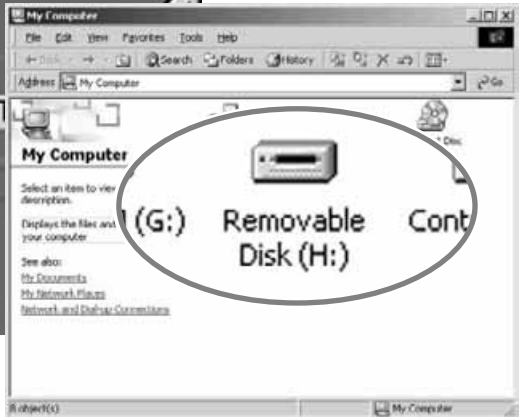 My Computer
File Edit View Favorites Tools Help
Back Search Folders History
Address My Computer Go
My Computer
Select an item to view
description.
Displays the files and
your computer
See also:
My Documents
My Network Places
Network and Dial-up Connections
(G:) Removable Cont
Disk (H:)
Disc
8 object(s) My Computer